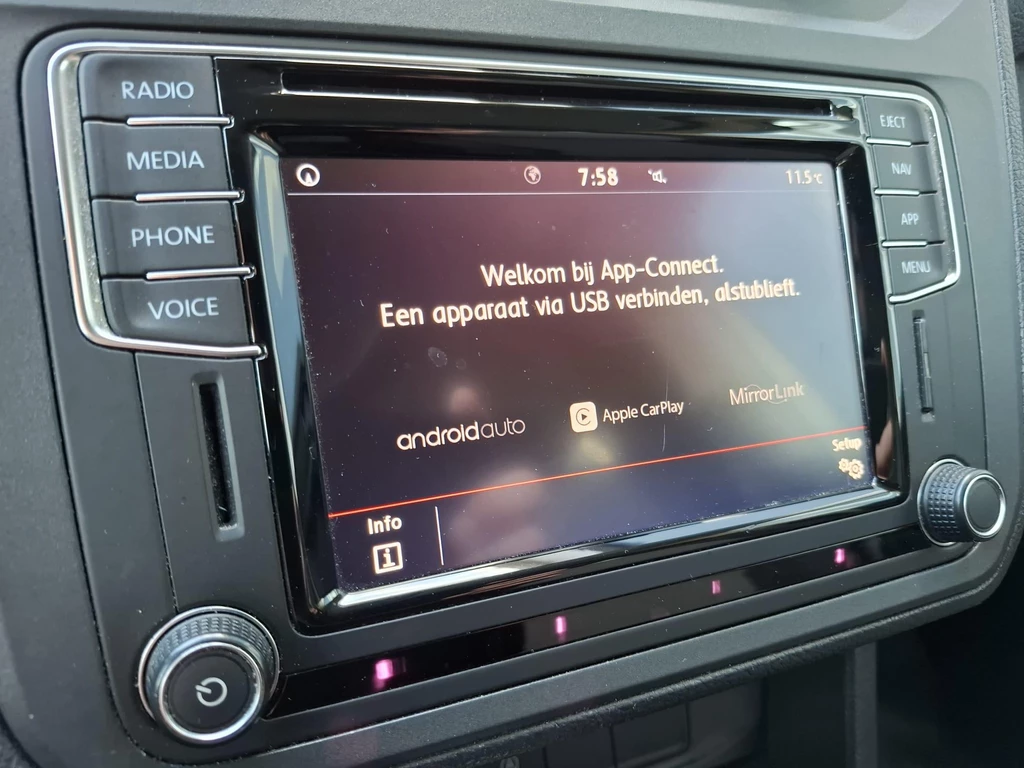 RADIO
MEDIA
PHONE
VOICE
EJECT
NAV
APP
MENU
7:58
11.5°C
Welkom bij App-Connect.
Een apparaat via USB verbinden, alstublieft.
androidauto
Apple CarPlay
MirrorLink
Setup
Info
i